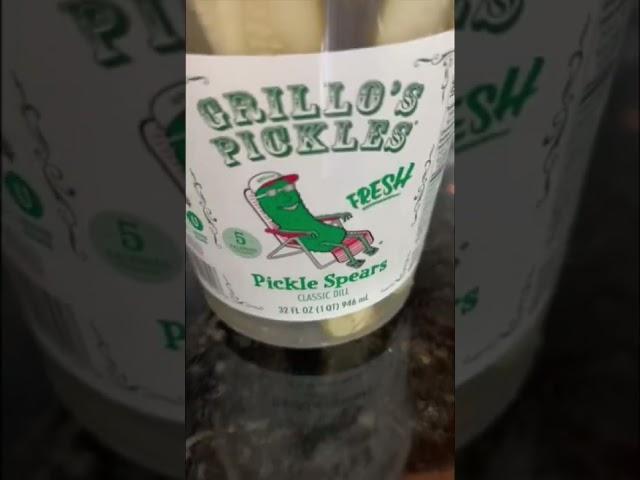 GRILLO'S
PICKLES
FRESH
5
Pickle Spears
CLASSIC DILL
32 FL OZ (1 QT) 946 mL